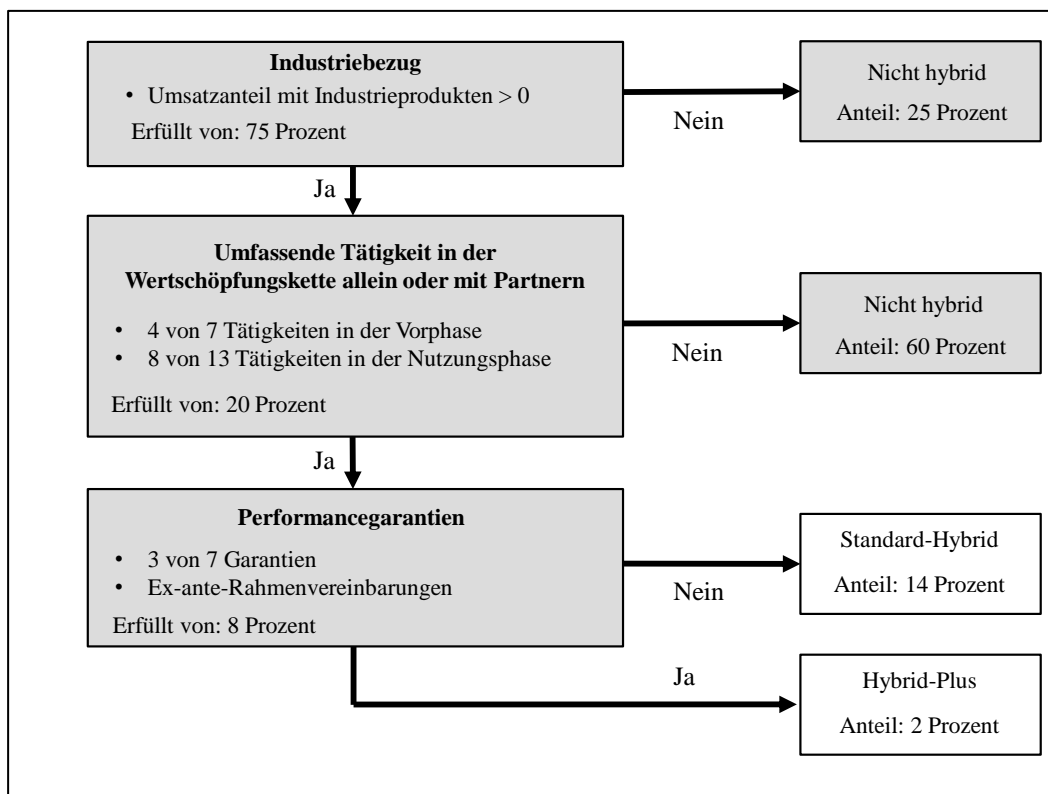 Industriebezug
• Umsatzanteil mit Industrieprodukten > 0
Erfüllt von: 75 Prozent
Nein
Nicht hybrid
Anteil: 25 Prozent
Ja
Umfassende Tätigkeit in der
Wertschöpfungskette allein oder mit Partnern
• 4 von 7 Tätigkeiten in der Vorphase
• 8 von 13 Tätigkeiten in der Nutzungsphase
Erfüllt von: 20 Prozent
Nein
Nicht hybrid
Anteil: 60 Prozent
Ja
Performancegarantien
• 3 von 7 Garantien
• Ex-ante-Rahmenvereinbarungen
Erfüllt von: 8 Prozent
Nein
Standard-Hybrid
Anteil: 14 Prozent
Ja
Hybrid-Plus
Anteil: 2 Prozent